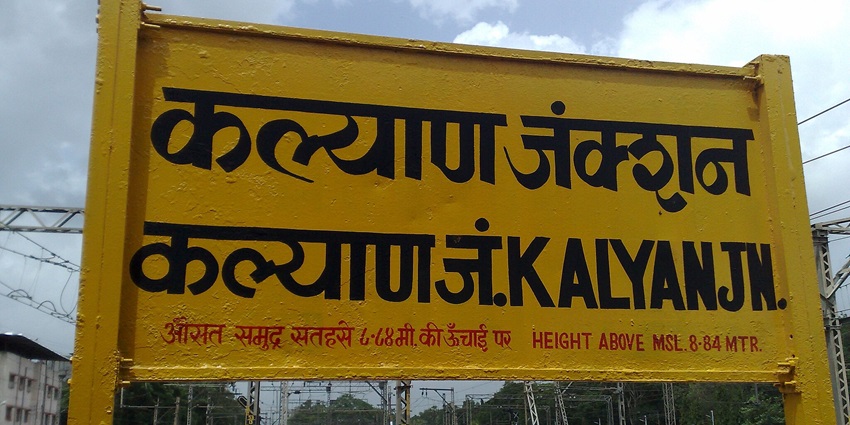 कल्याण जंक्शन
कल्याण जं. KALYAN JN.
औसत समुद्र सतहसे ८·८४ मी. की ऊँचाई पर HEIGHT ABOVE MSL. 8·84 MTR.